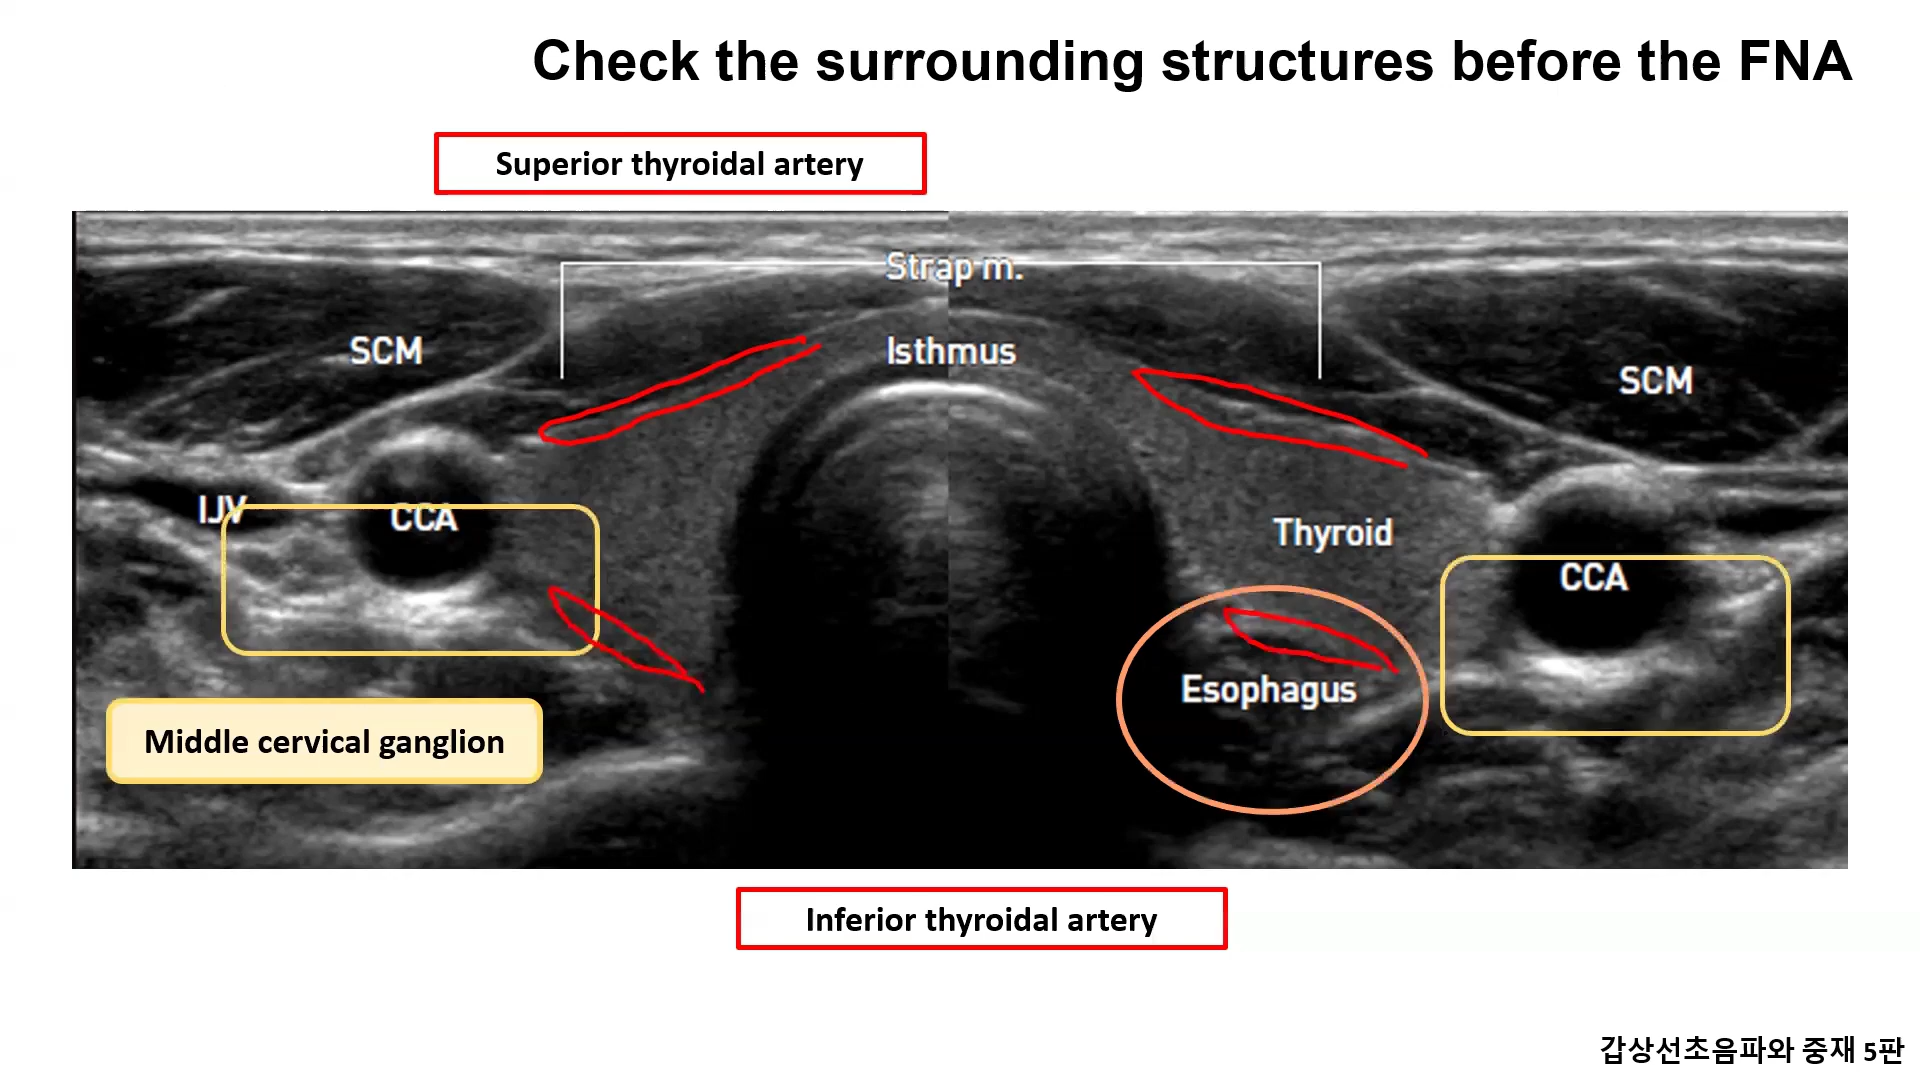 Check the surrounding structures before the FNA
Superior thyroidal artery
Strap m.
SCM
Isthmus
SCM
IJV
CCA
Thyroid
CCA
Esophagus
Middle cervical ganglion
Inferior thyroidal artery
갑상선초음파와 중재 5판